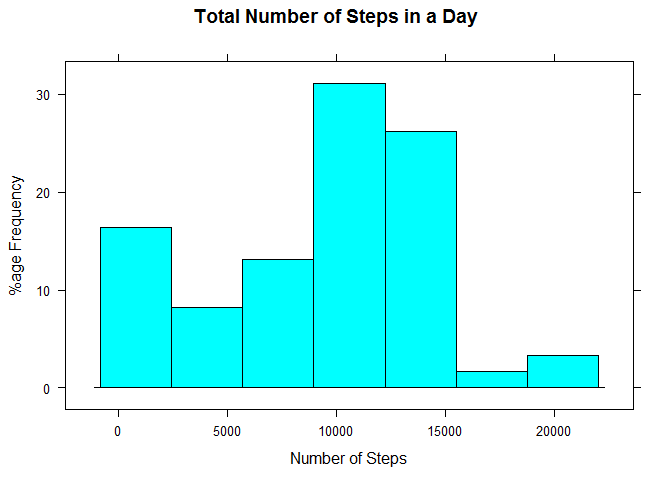 Total Number of Steps in a Day
%age Frequency
30
20
10
0
0 5000 10000 15000 20000
Number of Steps